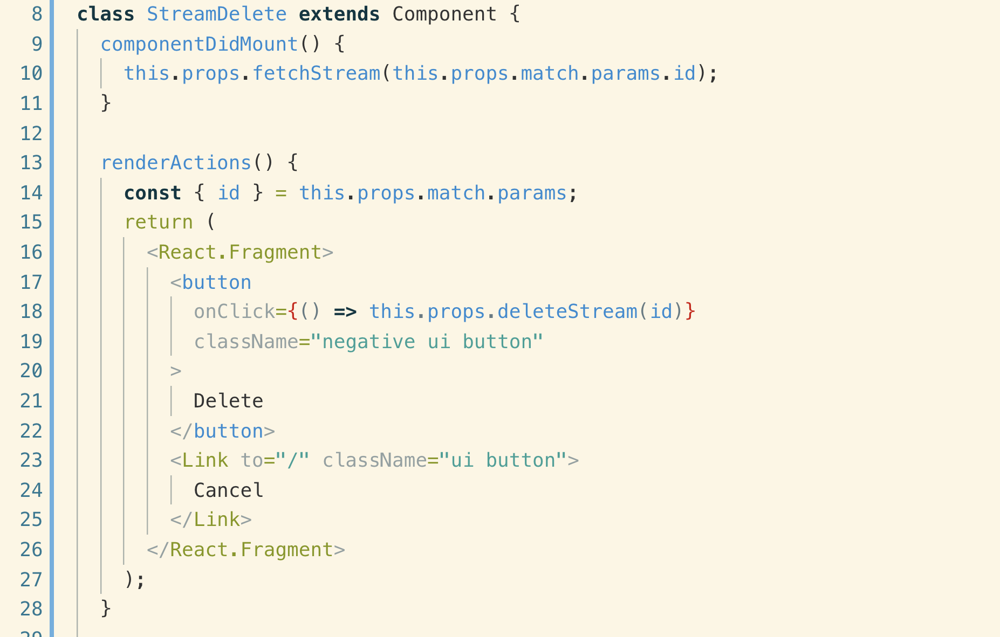 8 class StreamDelete extends Component {
9 componentDidMount() {
10 this.props.fetchStream(this.props.match.params.id);
11 }
12
13 renderActions() {
14 const { id } = this.props.match.params;
15 return (
16 <React.Fragment>
17 <button
18 onClick={() => this.props.deleteStream(id)}
19 className="negative ui button"
20 >
21 Delete
22 </button>
23 <Link to="/" className="ui button">
24 Cancel
25 </Link>
26 </React.Fragment>
27 );
28 }
29